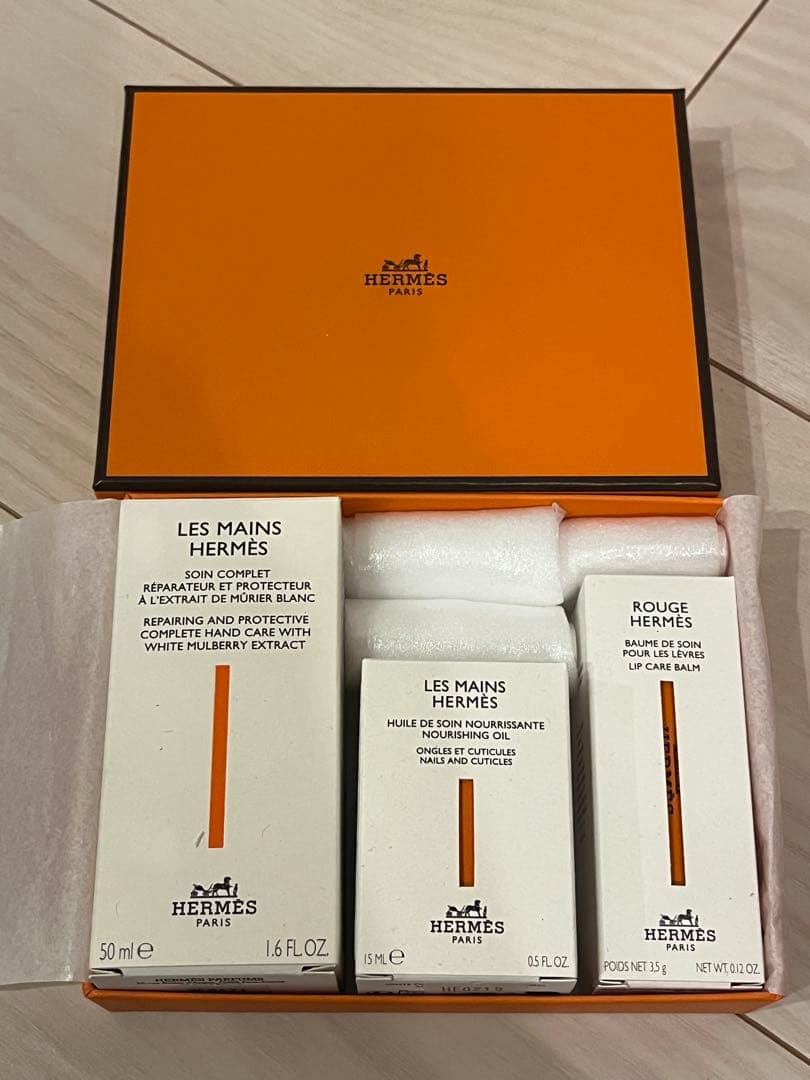 HERMÈS
PARIS
LES MAINS
HERMÈS
SOIN COMPLET
RÉPARATEUR ET PROTECTEUR
À L'EXTRAIT DE MÛRIER BLANC
REPAIRING AND PROTECTIVE
COMPLETE HAND CARE WITH
WHITE MULBERRY EXTRACT
HERMÈS
PARIS
50 ml ℮ 1.6 FL.OZ.
HERMÈS PARFUMS
LES MAINS
HERMÈS
HUILE DE SOIN NOURRISSANTE
NOURISHING OIL
ONGLES ET CUTICULES
NAILS AND CUTICLES
HERMÈS
PARIS
15 ML ℮ 0.5 FL. OZ.
ROUGE
HERMÈS
BAUME DE SOIN
POUR LES LÈVRES
LIP CARE BALM
HERMÈS
PARIS
POIDS NET 3,5 g NET WT. 0.12 OZ.